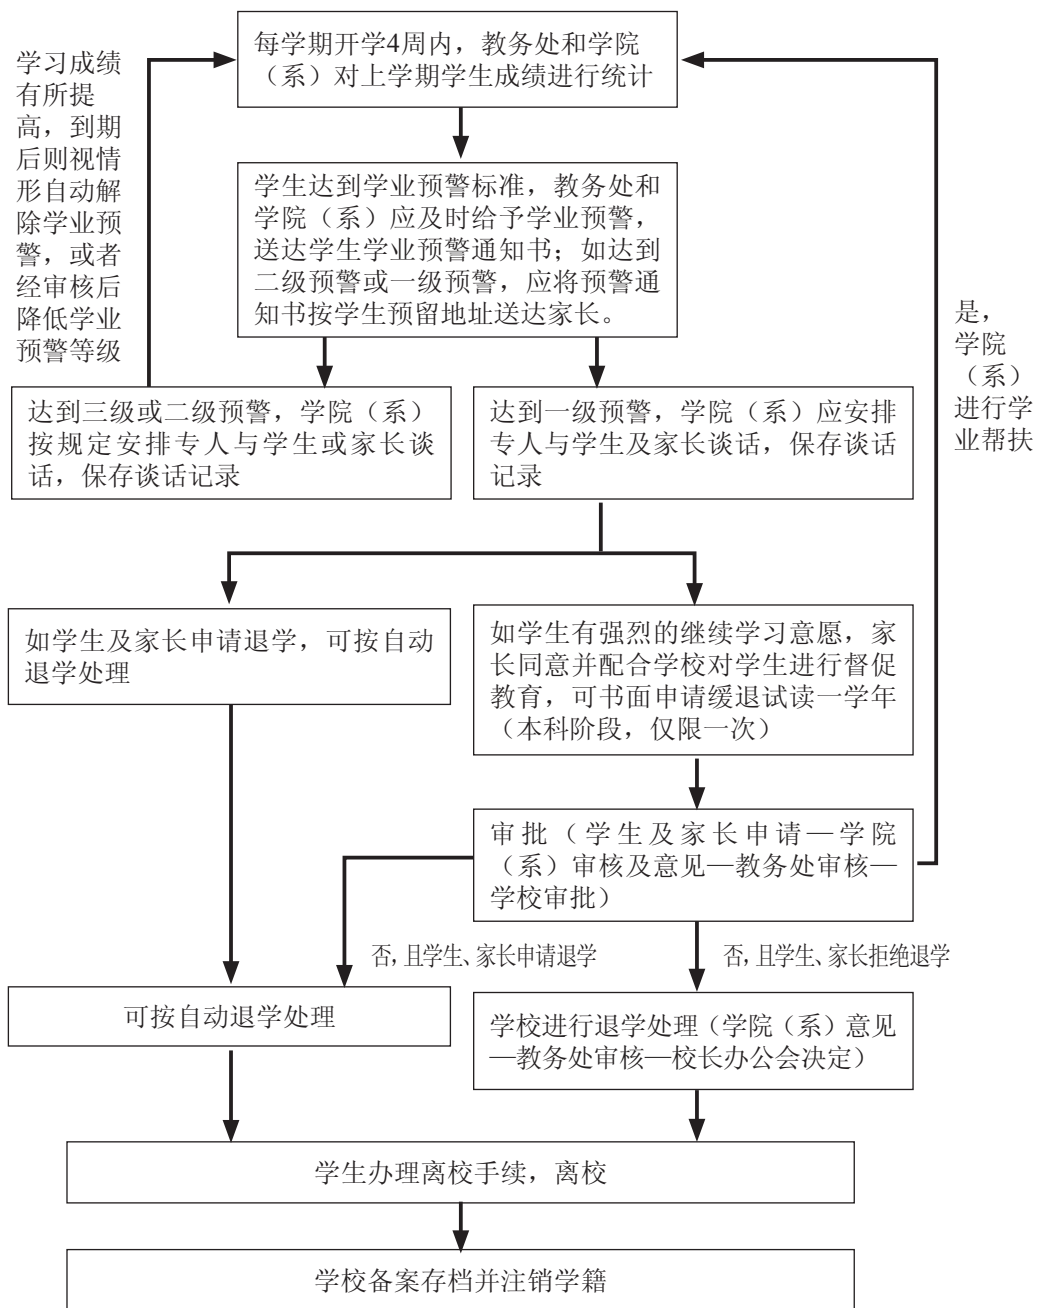 每学期开学4周内，教务处和学院
（系）对上学期学生成绩进行统计
学习成绩
有所提
高，到期
后则视情
形自动解
除学业预
警，或者
经审核后
降低学业
预警等级
学生达到学业预警标准，教务处和
学院（系）应及时给予学业预警，
送达学生学业预警通知书；如达到
二级预警或一级预警，应将预警通
知书按学生预留地址送达家长。
是，
学院
（系）
进行学
业帮扶
达到三级或二级预警，学院（系）
按规定安排专人与学生或家长谈
话，保存谈话记录
达到一级预警，学院（系）应安排
专人与学生及家长谈话，保存谈话
记录
如学生及家长申请退学，可按自动
退学处理
如学生有强烈的继续学习意愿，家
长同意并配合学校对学生进行督促
教育，可书面申请缓退试读一学年
（本科阶段，仅限一次）
审批（学生及家长申请—学院
（系）审核及意见—教务处审核—
学校审批）
否，且学生、家长申请退学
否，且学生、家长拒绝退学
可按自动退学处理
学校进行退学处理（学院（系）意见
—教务处审核—校长办公会决定）
学生办理离校手续，离校
学校备案存档并注销学籍